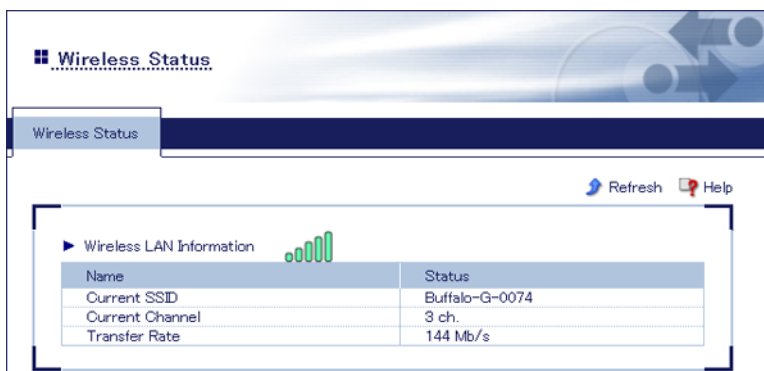 Wireless Status
Wireless Status
Refresh Help
Wireless LAN Information
Name Status
Current SSID Buffalo-G-0074
Current Channel 3 ch.
Transfer Rate 144 Mb/s